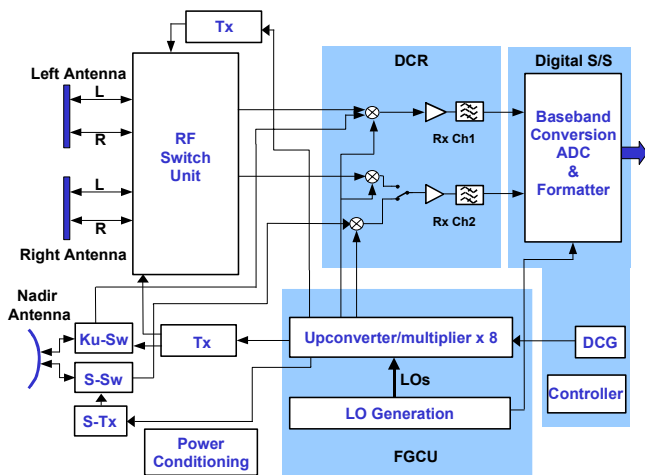 Tx
DCR
Digital S/S
Left Antenna
L
R
RF
Switch
Unit
Rx Ch1
Baseband
Conversion
ADC
&
Formatter
L
R
Right Antenna
Rx Ch2
Nadir
Antenna
Ku-Sw
Tx
Upconverter/multiplier x 8
DCG
S-Sw
LOs
Controller
S-Tx
LO Generation
Power
Conditioning
FGCU